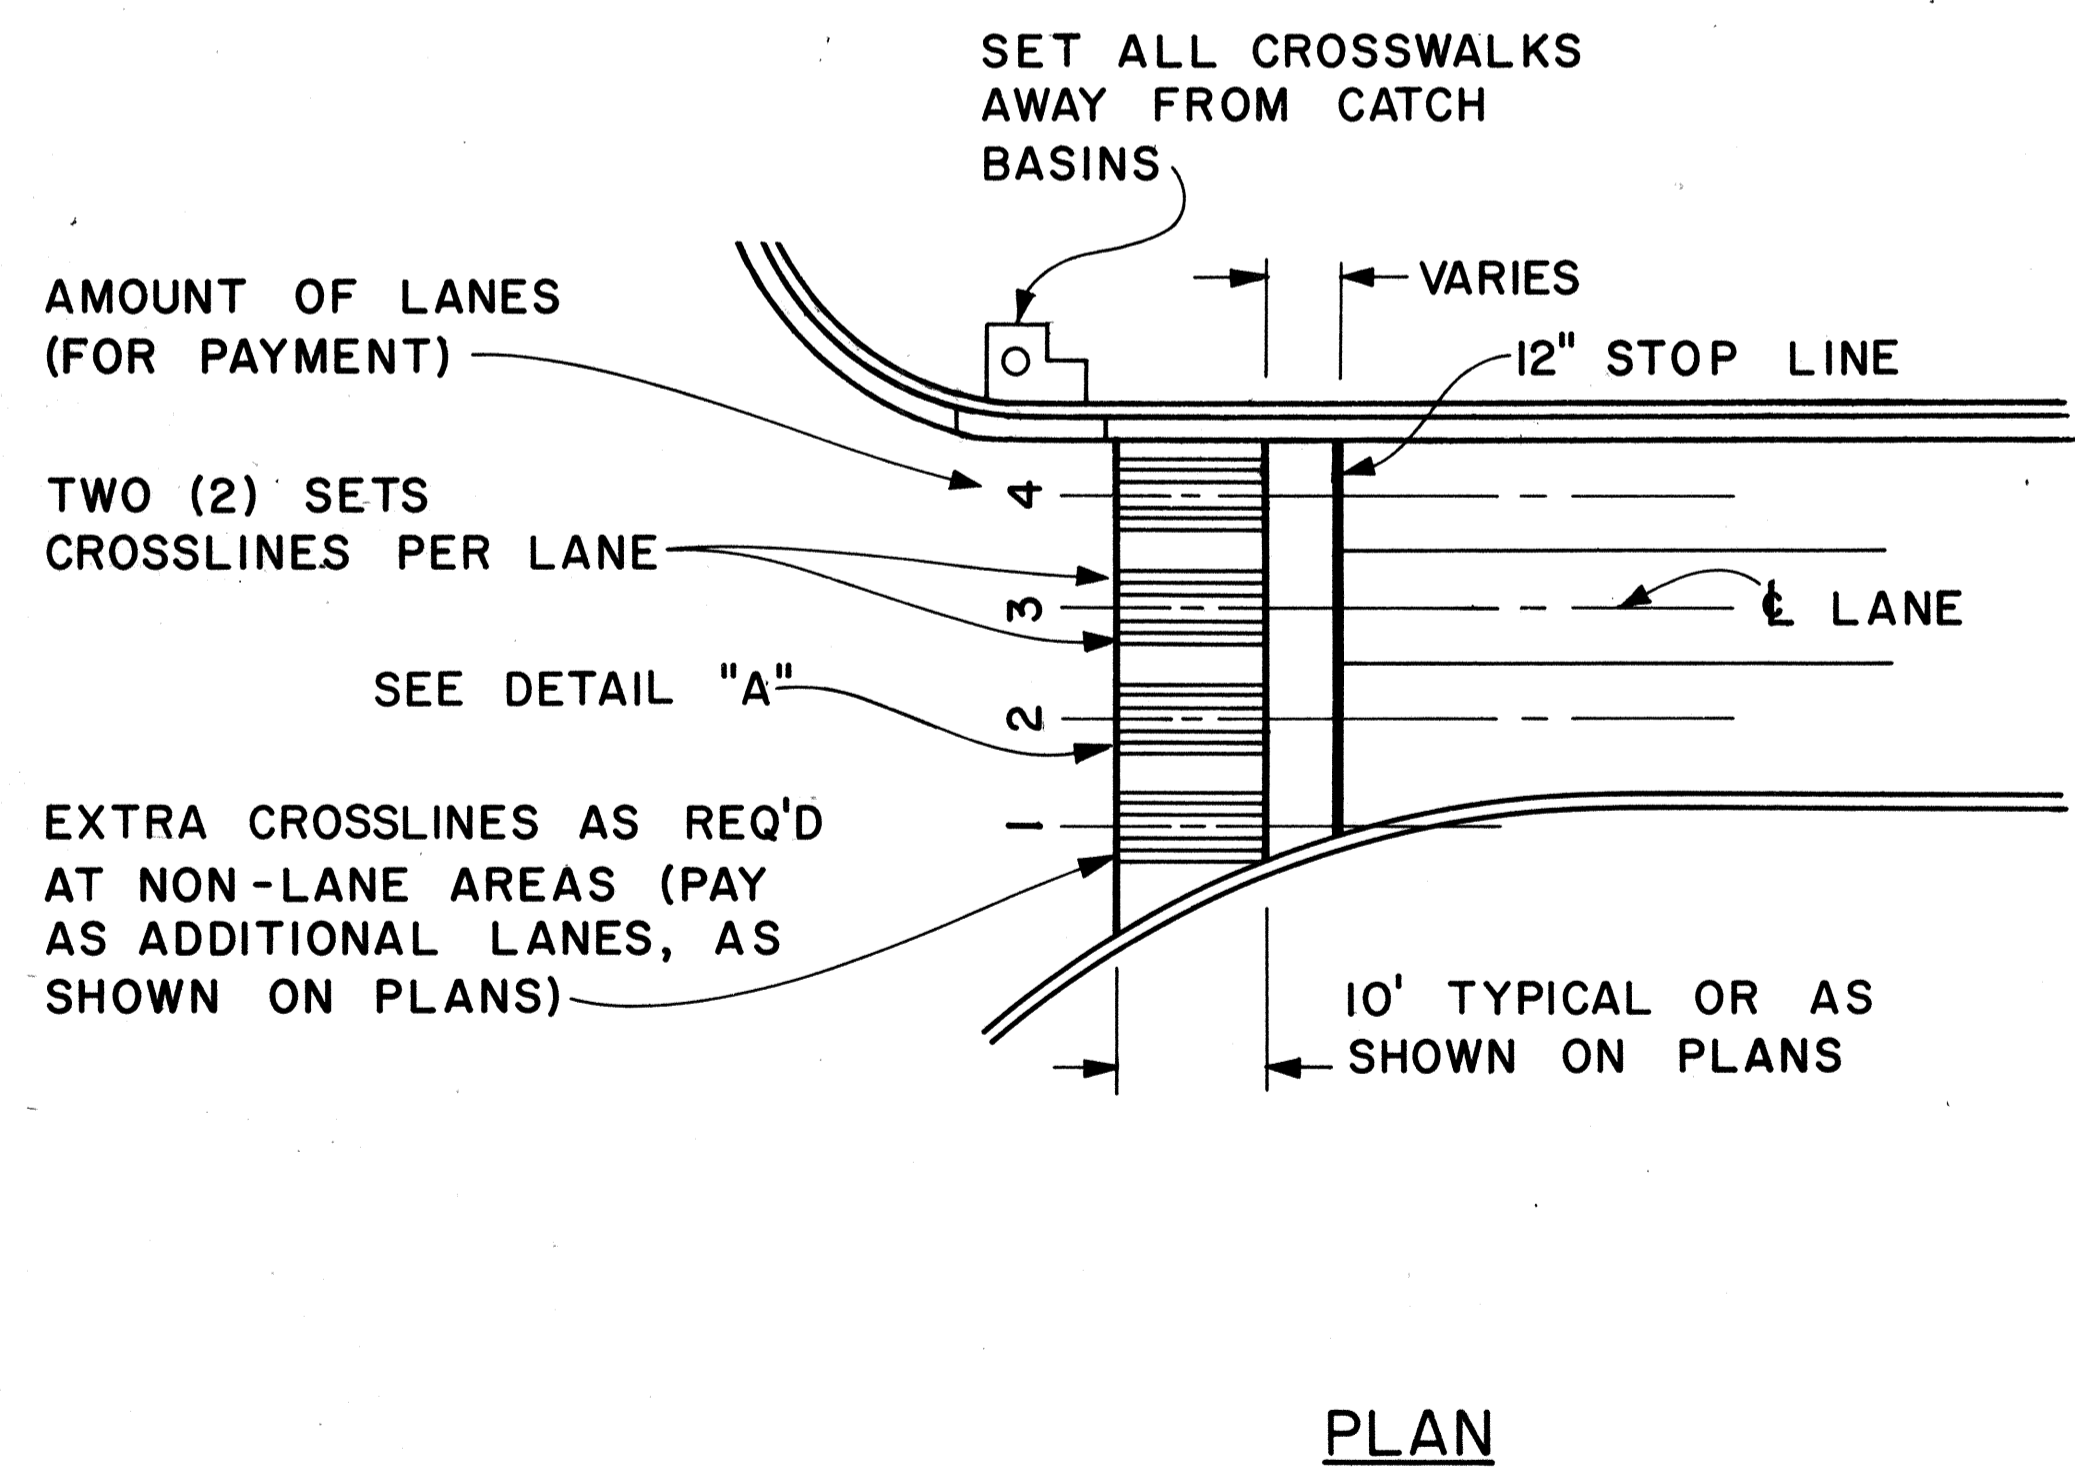 SET ALL CROSSWALKS
AWAY FROM CATCH
BASINS
AMOUNT OF LANES
(FOR PAYMENT)
VARIES
12" STOP LINE
TWO (2) SETS
CROSSLINES PER LANE
SEE DETAIL "A"
EXTRA CROSSLINES AS REQ'D
AT NON-LANE AREAS (PAY
AS ADDITIONAL LANES, AS
SHOWN ON PLANS)
4
3
2
1
℄ LANE
10' TYPICAL OR AS
SHOWN ON PLANS
PLAN